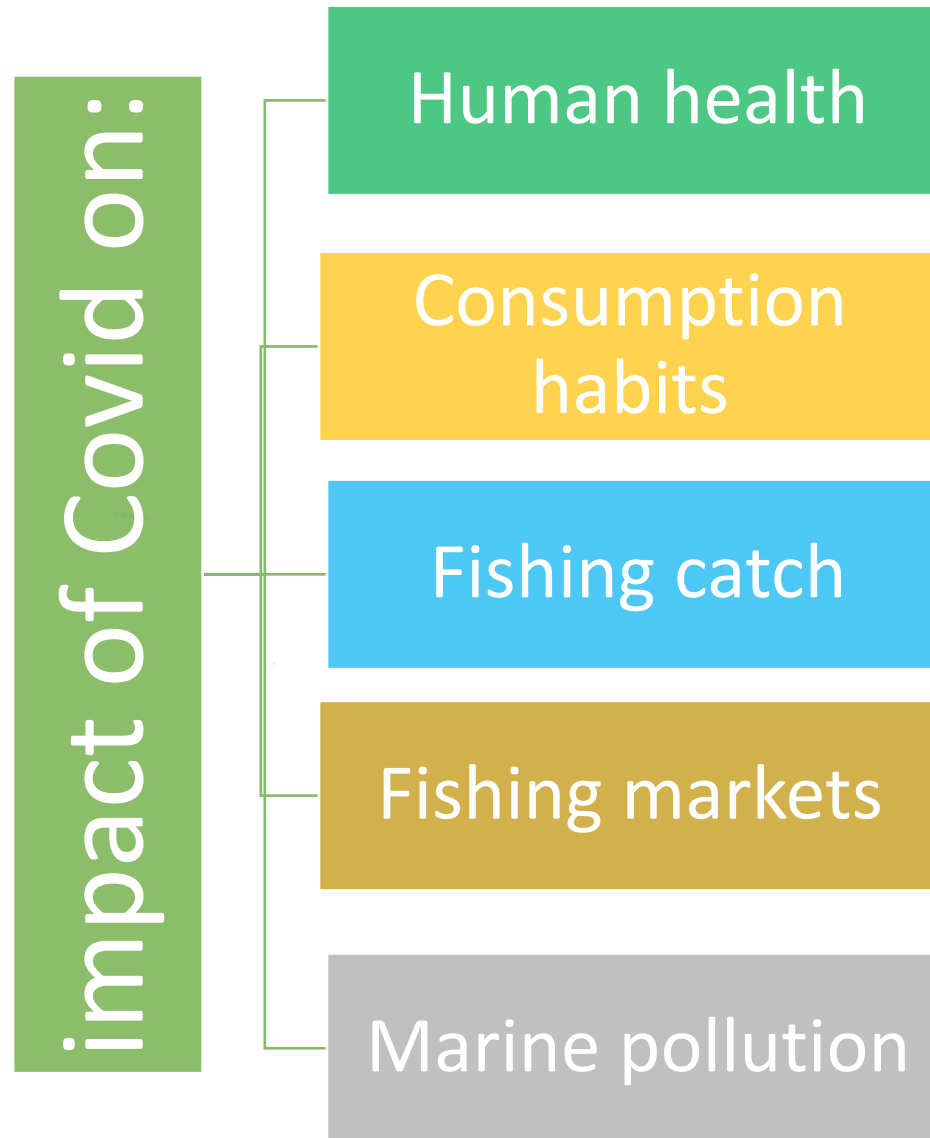 impact of Covid on:
Human health
Consumption
habits
Fishing catch
Fishing markets
Marine pollution